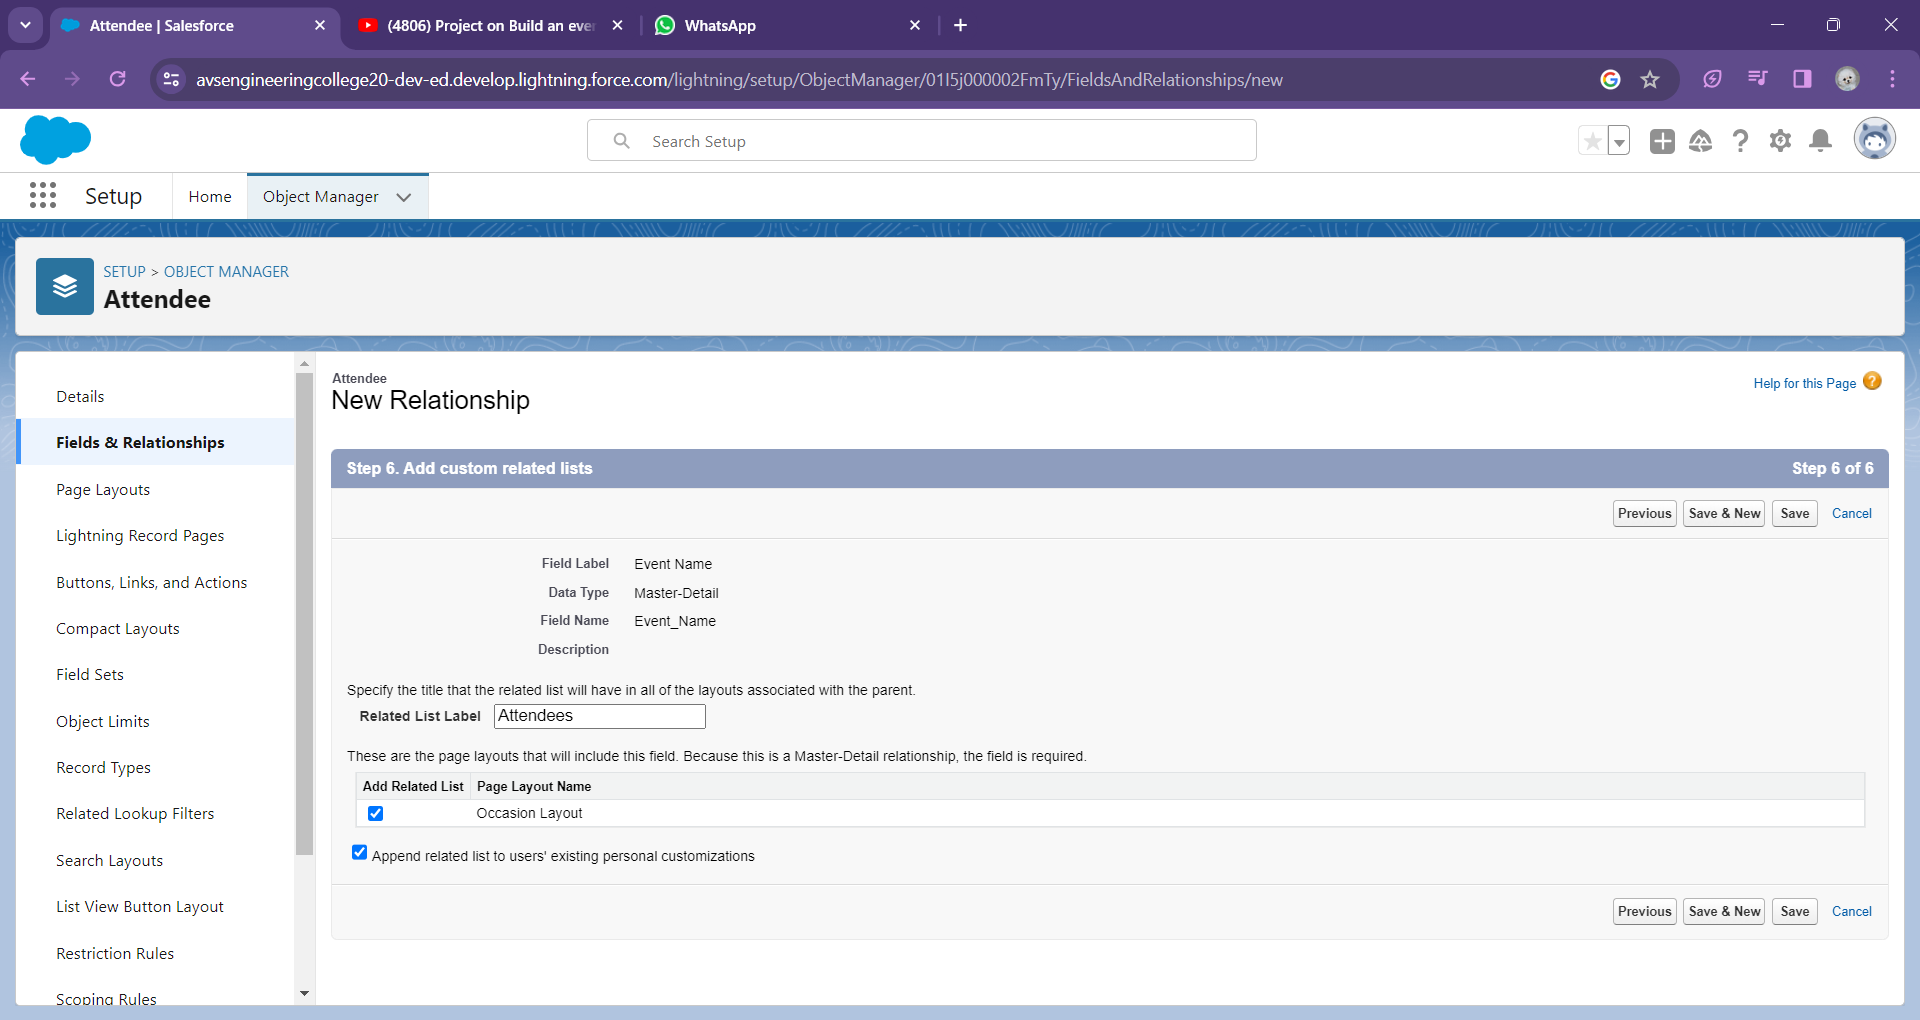 Attendee | Salesforce
(4806) Project on Build an eve
WhatsApp
avsengineeringcollege20-dev-ed.develop.lightning.force.com/lightning/setup/ObjectManager/01I5j000002FmTy/FieldsAndRelationships/new
Search Setup
Setup
Home
Object Manager
SETUP > OBJECT MANAGER
Attendee
Details
Fields & Relationships
Page Layouts
Lightning Record Pages
Buttons, Links, and Actions
Compact Layouts
Field Sets
Object Limits
Record Types
Related Lookup Filters
Search Layouts
List View Button Layout
Restriction Rules
Scoping Rules
Attendee
New Relationship
Help for this Page ?
Step 6. Add custom related lists
Step 6 of 6
Previous Save & New Save Cancel
Field Label Event Name
Data Type Master-Detail
Field Name Event_Name
Description
Specify the title that the related list will have in all of the layouts associated with the parent.
Related List Label Attendees
These are the page layouts that will include this field. Because this is a Master-Detail relationship, the field is required.
Add Related List Page Layout Name
Occasion Layout
Append related list to users' existing personal customizations
Previous Save & New Save Cancel